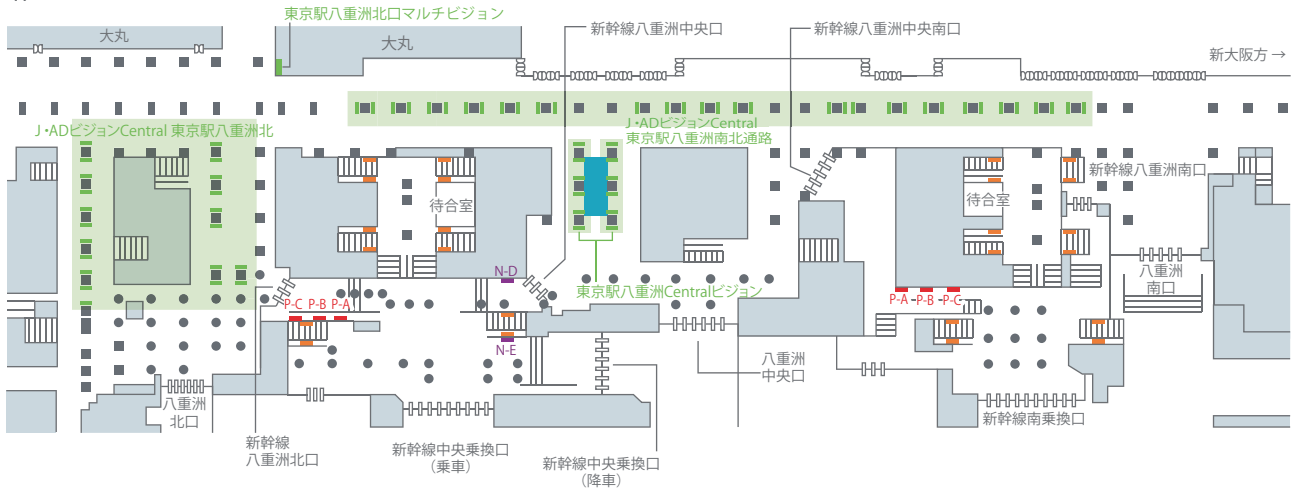 東京駅八重洲北口マルチビジョン
大丸
大丸
新幹線八重洲中央口
新幹線八重洲中央南口
新大阪方 →
J・ADビジョンCentral 東京駅八重洲北
J・ADビジョンCentral
東京駅八重洲南北通路
待合室
待合室
新幹線八重洲南口
N-D
東京駅八重洲Centralビジョン
八重洲
南口
P-C P-B P-A
P-A P-B P-C
N-E
八重洲
中央口
八重洲
北口
新幹線
八重洲北口
新幹線中央乗換口
（乗車）
新幹線中央乗換口
（降車）
新幹線南乗換口